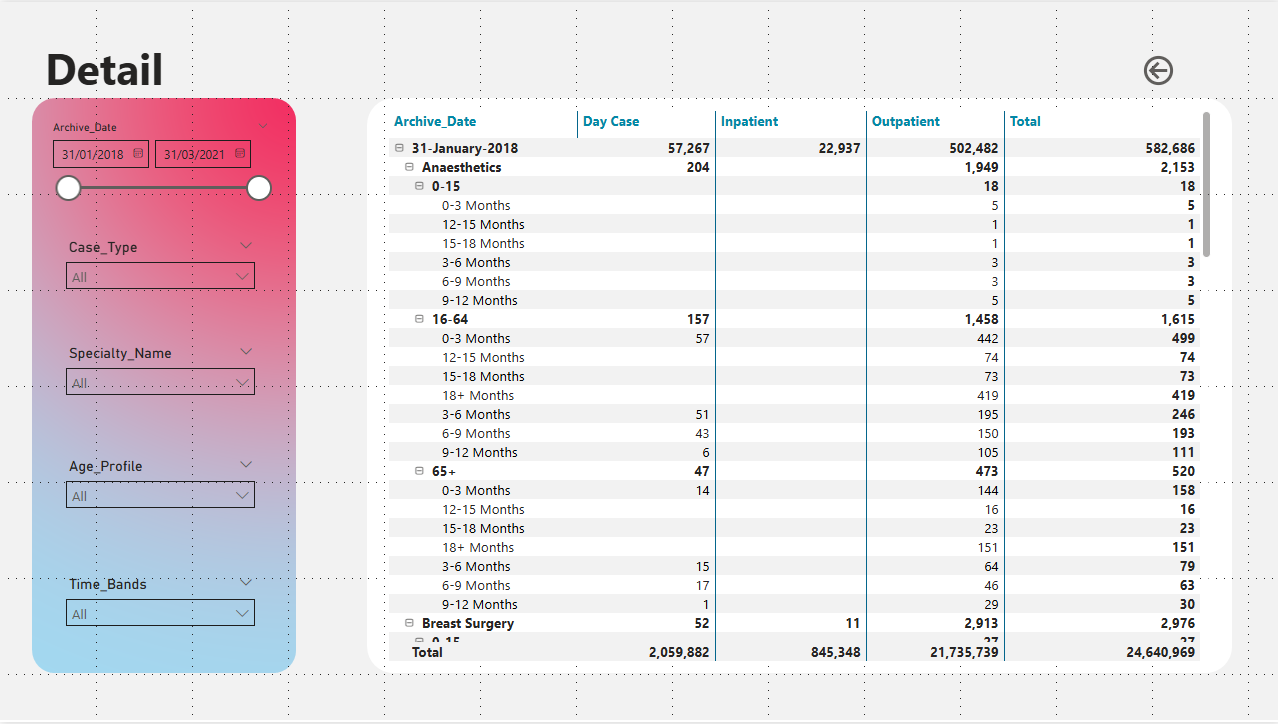 Detail
Archive_Date
31/01/2018 31/03/2021
Case_Type
All
Specialty_Name
All
Age_Profile
All
Time_Bands
All
Archive_Date Day Case Inpatient Outpatient Total
31-January-2018 57,267 22,937 502,482 582,686
Anaesthetics 204 1,949 2,153
0-15 18 18
0-3 Months 5 5
12-15 Months 1 1
15-18 Months 1 1
3-6 Months 3 3
6-9 Months 3 3
9-12 Months 5 5
16-64 157 1,458 1,615
0-3 Months 57 442 499
12-15 Months 74 74
15-18 Months 73 73
18+ Months 419 419
3-6 Months 51 195 246
6-9 Months 43 150 193
9-12 Months 6 105 111
65+ 47 473 520
0-3 Months 14 144 158
12-15 Months 16 16
15-18 Months 23 23
18+ Months 151 151
3-6 Months 15 64 79
6-9 Months 17 46 63
9-12 Months 1 29 30
Breast Surgery 52 11 2,913 2,976
0-15 27 27
Total 2,059,882 845,348 21,735,739 24,640,969